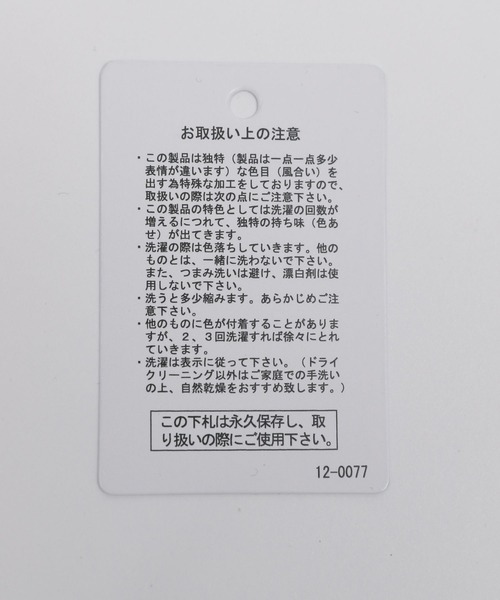 お取扱い上の注意
・この製品は独特（製品は一点一点多少
表情が違います）な色目（風合い）を
出す為特殊な加工をしておりますので、
取扱いの際は次の点にご注意下さい。
・この製品の特色としては洗濯の回数が
増えるにつれて、独特の持ち味（色あ
せ）が出てきます。
・洗濯の際は色落ちしていきます。他の
ものとは、一緒に洗わないで下さい。
また、つまみ洗いは避け、漂白剤は使
用しないで下さい。
・洗うと多少縮みます。あらかじめご注
意下さい。
・他のものに色が付着することがありま
すが、２、３回洗濯すれば徐々にとれ
ていきます。
・洗濯は表示に従って下さい。（ドライ
クリーニング以外はご家庭での手洗い
の上、自然乾燥をおすすめ致します。）
この下札は永久保存し、取
り扱いの際にご使用下さい。
12-0077